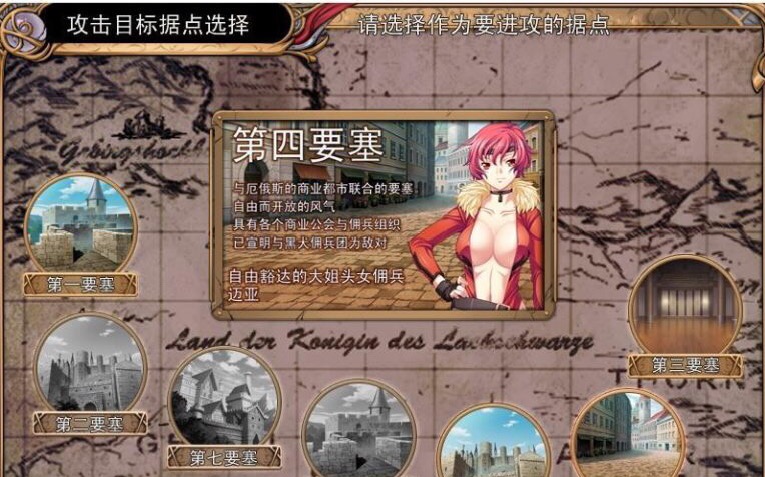 攻击目标据点选择
请选择作为要进攻的据点
第四要塞
与厄俄斯的商业都市联合的要塞
自由而开放的风气
具有各个商业公会与佣兵组织
已宣明与黑犬佣兵团为敌对
自由豁达的大姐头女佣兵
迈亚
第一要塞
Land der Konigin des
第三要塞
第二要塞
第七要塞